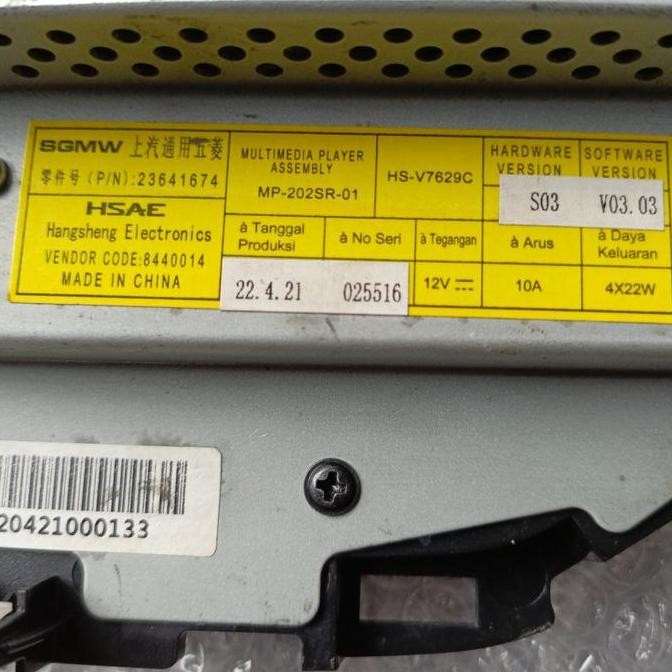 SGMW 上汽通用五菱
零件号 (P/N):23641674
HSAE
Hangsheng Electronics
VENDOR CODE:8440014
MADE IN CHINA
MULTIMEDIA PLAYER
ASSEMBLY
MP-202SR-01
HS-V7629C
HARDWARE
VERSION
S03
SOFTWARE
VERSION
V03.03
à Tanggal
Produksi
22.4.21
à No Seri
025516
à Tegangan
12V
à Arus
10A
à Daya
Keluaran
4X22W
20421000133